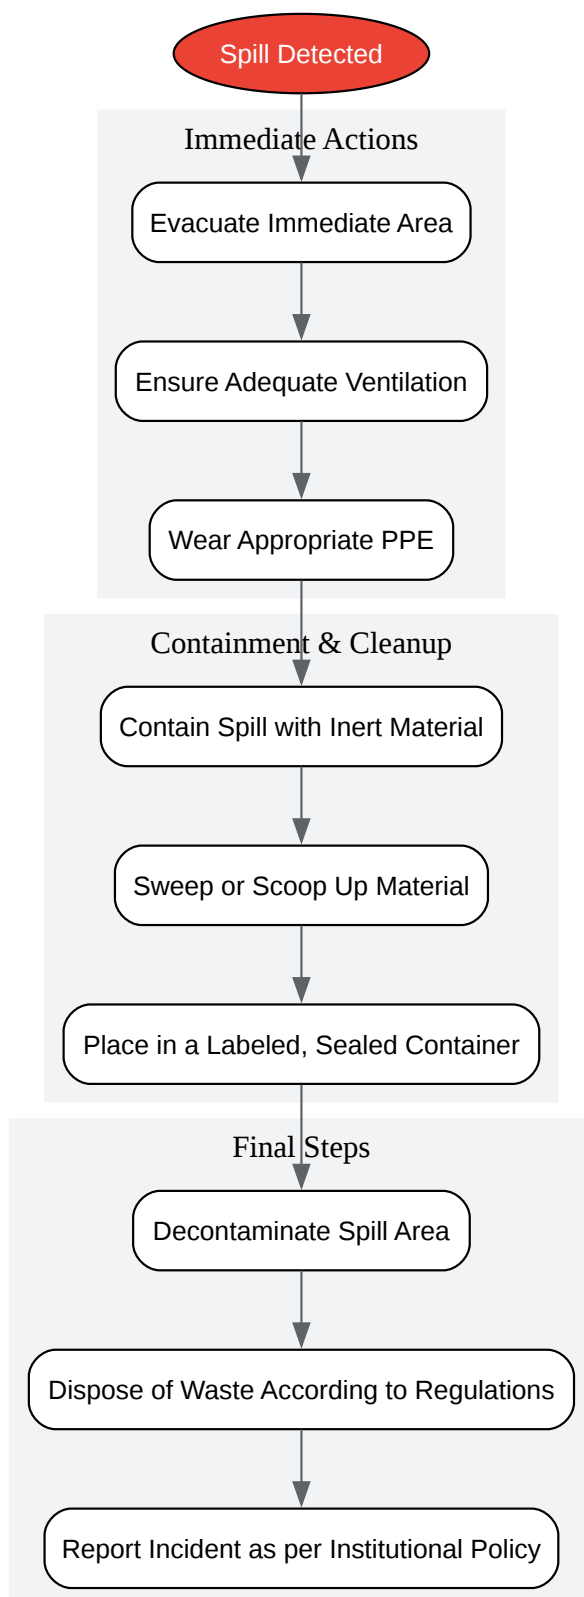 Spill Detected
Immediate Actions
Evacuate Immediate Area
Ensure Adequate Ventilation
Wear Appropriate PPE
Containment & Cleanup
Contain Spill with Inert Material
Sweep or Scoop Up Material
Place in a Labeled, Sealed Container
Final Steps
Decontaminate Spill Area
Dispose of Waste According to Regulations
Report Incident as per Institutional Policy